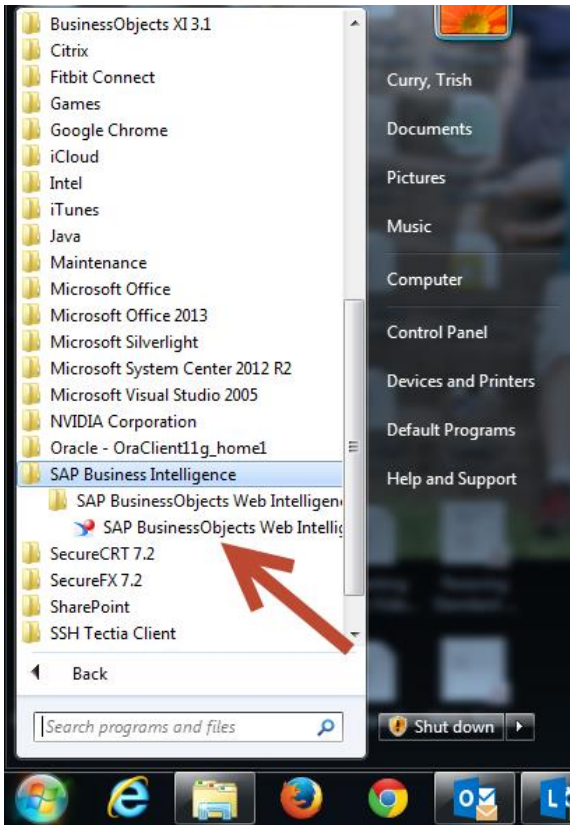 BusinessObjects XI 3.1
Citrix
Fitbit Connect
Games
Google Chrome
iCloud
Intel
iTunes
Java
Maintenance
Microsoft Office
Microsoft Office 2013
Microsoft Silverlight
Microsoft System Center 2012 R2
Microsoft Visual Studio 2005
NVIDIA Corporation
Oracle - OraClient11g_home1
SAP Business Intelligence
SAP BusinessObjects Web Intelligen
SAP BusinessObjects Web Intellig
SecureCRT 7.2
SecureFX 7.2
SharePoint
SSH Tectia Client
Back
Search programs and files
Curry, Trish
Documents
Pictures
Music
Computer
Control Panel
Devices and Printers
Default Programs
Help and Support
Shut down